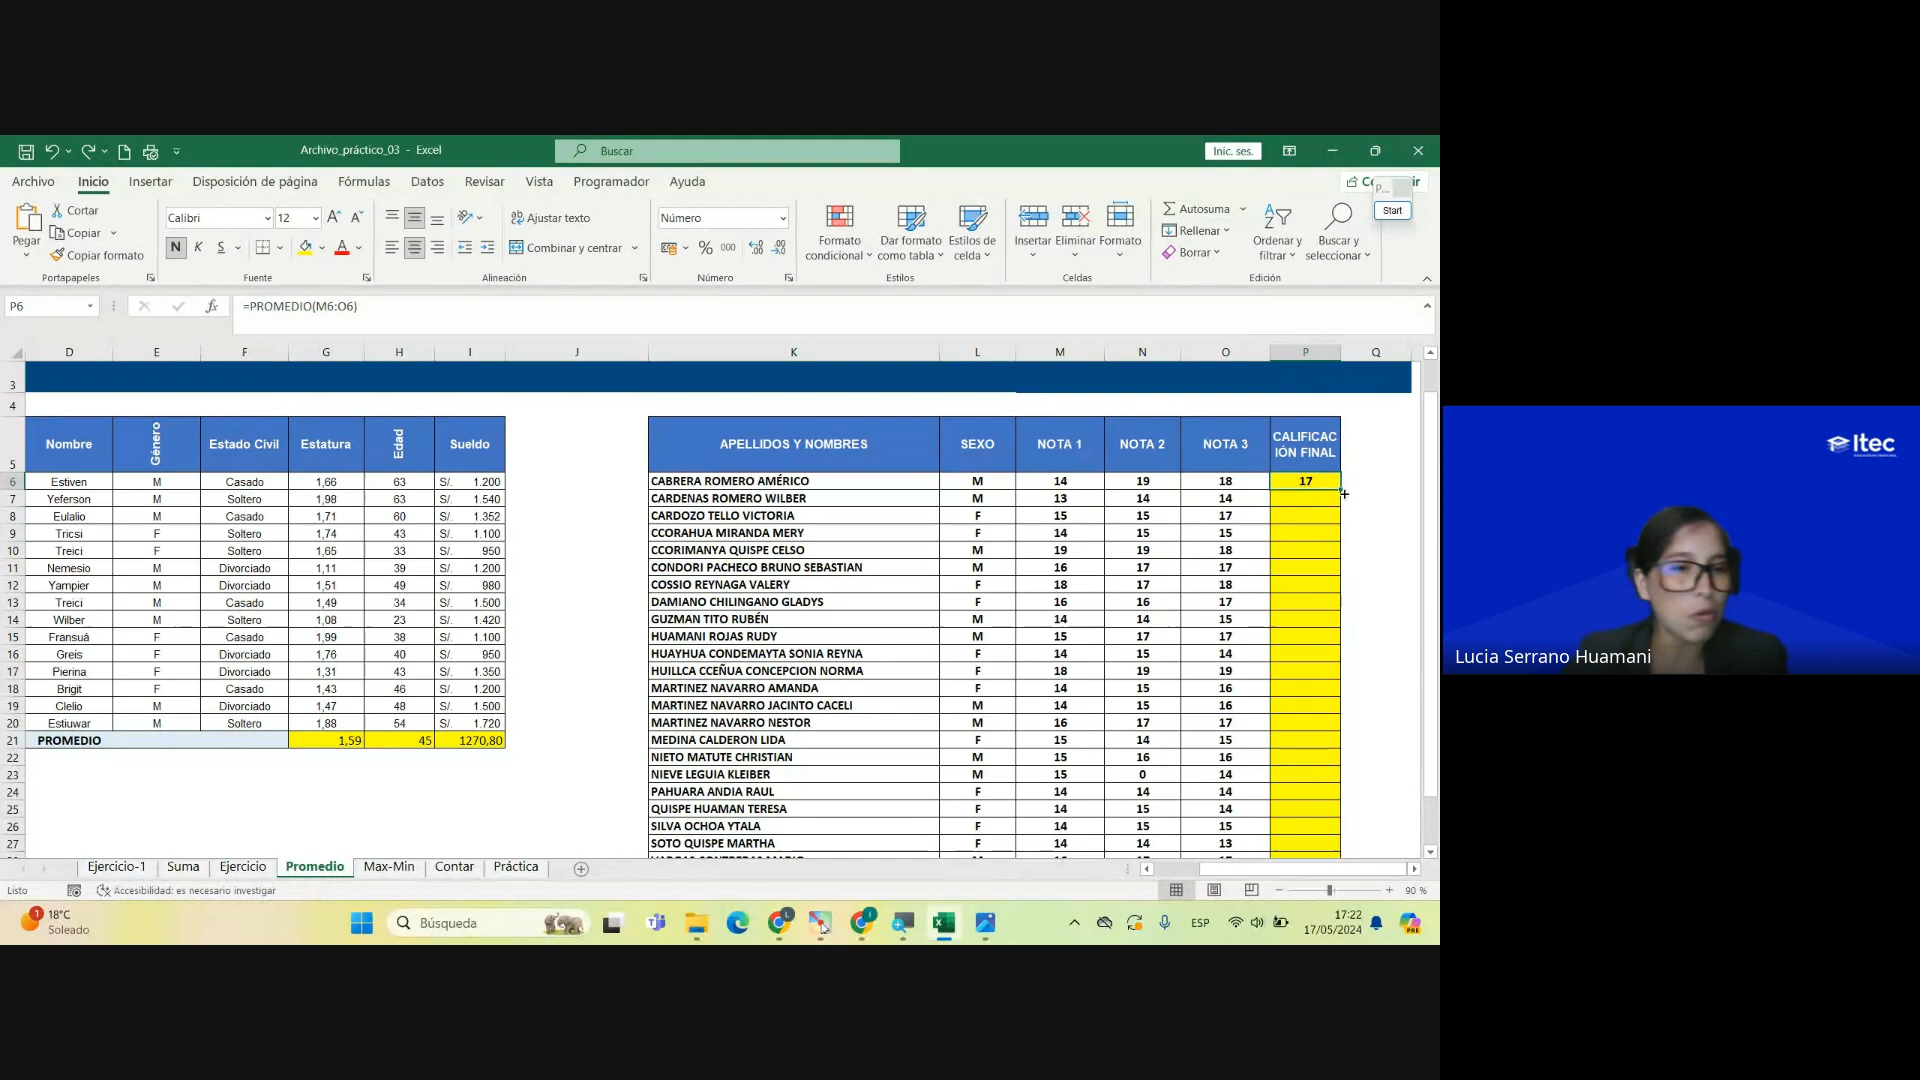 Archivo_práctico_03 - Excel
Buscar
Inic. ses.
Archivo Inicio Insertar Disposición de página Fórmulas Datos Revisar Vista Programador Ayuda
P...
Start
Pegar
Cortar
Copiar
Copiar formato
Portapapeles
Calibri 12
N K S
Fuente
Ajustar texto
Combinar y centrar
Alineación
Número
% 000
Número
Formato condicional
Dar formato como tabla
Estilos de celda
Estilos
Insertar Eliminar Formato
Celdas
Autosuma
Rellenar
Borrar
Ordenar y filtrar
Buscar y seleccionar
Edición
P6 fx =PROMEDIO(M6:O6)
D E F G H I J K L M N O P Q
3
4
5 Nombre Género Estado Civil Estatura Edad Sueldo APELLIDOS Y NOMBRES SEXO NOTA 1 NOTA 2 NOTA 3 CALIFICAC
IÓN FINAL
6 Estiven M Casado 1,66 63 S/. 1.200 CABRERA ROMERO AMÉRICO M 14 19 18 17
7 Yeferson M Soltero 1,98 63 S/. 1.540 CARDENAS ROMERO WILBER M 13 14 14
8 Eulalio M Casado 1,71 60 S/. 1.352 CARDOZO TELLO VICTORIA F 15 15 17
9 Tricsi F Soltero 1,74 43 S/. 1.100 CCORAHUA MIRANDA MERY F 14 15 15
10 Treici F Soltero 1,65 33 S/. 950 CCORIMANYA QUISPE CELSO M 19 19 18
11 Nemesio M Divorciado 1,11 39 S/. 1.200 CONDORI PACHECO BRUNO SEBASTIAN M 16 17 17
12 Yampier M Divorciado 1,51 49 S/. 980 COSSIO REYNAGA VALERY F 18 17 18
13 Treici M Casado 1,49 34 S/. 1.500 DAMIANO CHILINGANO GLADYS F 16 16 17
14 Wilber M Soltero 1,08 23 S/. 1.420 GUZMAN TITO RUBÉN M 14 14 15
15 Fransuá F Casado 1,99 38 S/. 1.100 HUAMANI ROJAS RUDY M 15 17 17
16 Greis F Divorciado 1,76 40 S/. 950 HUAYHUA CONDEMAYTA SONIA REYNA F 14 15 14
17 Pierina F Divorciado 1,31 43 S/. 1.350 HUILLCA CCEÑUA CONCEPCION NORMA F 18 19 19
18 Brigit F Casado 1,43 46 S/. 1.200 MARTINEZ NAVARRO AMANDA F 14 15 16
19 Clelio M Divorciado 1,47 48 S/. 1.500 MARTINEZ NAVARRO JACINTO CACELI M 14 15 16
20 Estiuwar M Soltero 1,88 54 S/. 1.720 MARTINEZ NAVARRO NESTOR M 16 17 17
21 PROMEDIO 1,59 45 1270,80 MEDINA CALDERON LIDA F 15 14 15
22 NIETO MATUTE CHRISTIAN M 15 16 16
23 NIEVE LEGUIA KLEIBER M 15 0 14
24 PAHUARA ANDIA RAUL F 14 14 14
25 QUISPE HUAMAN TERESA F 14 15 14
26 SILVA OCHOA YTALA F 14 15 15
27 SOTO QUISPE MARTHA F 14 14 13
Ejercicio-1 Suma Ejercicio Promedio Max-Min Contar Práctica
Listo Accesibilidad: es necesario investigar 90 %
1 18°C
Soleado
Búsqueda
ESP
17:22
17/05/2024
PRE
Itec
Lucia Serrano Huamani